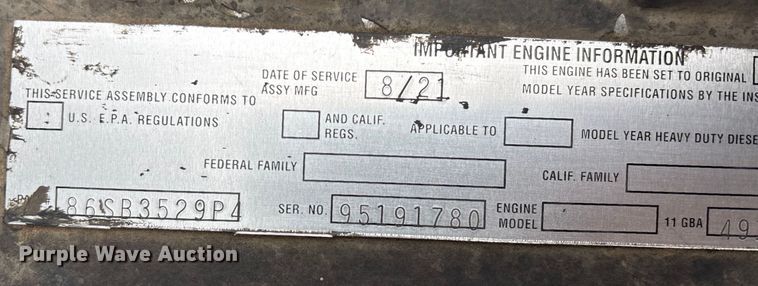 IMPORTANT ENGINE INFORMATION
DATE OF SERVICE ASSY MFG 8/21
THIS ENGINE HAS BEEN SET TO ORIGINAL
MODEL YEAR SPECIFICATIONS BY THE INS
THIS SERVICE ASSEMBLY CONFORMS TO
U.S. E.P.A. REGULATIONS
AND CALIF. REGS.
APPLICABLE TO
MODEL YEAR HEAVY DUTY DIESE
FEDERAL FAMILY
CALIF. FAMILY
86SB3529P4
SER. NO. 95191780
ENGINE MODEL
11 GBA 49
Purple Wave Auction